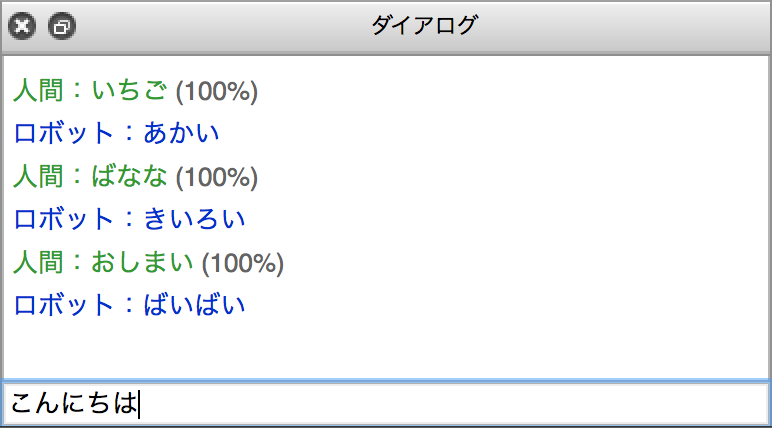 ダイアログ
人間：いちご (100%)
ロボット：あかい
人間：ばなな (100%)
ロボット：きいろい
人間：おしまい (100%)
ロボット：ばいばい
こんにちは